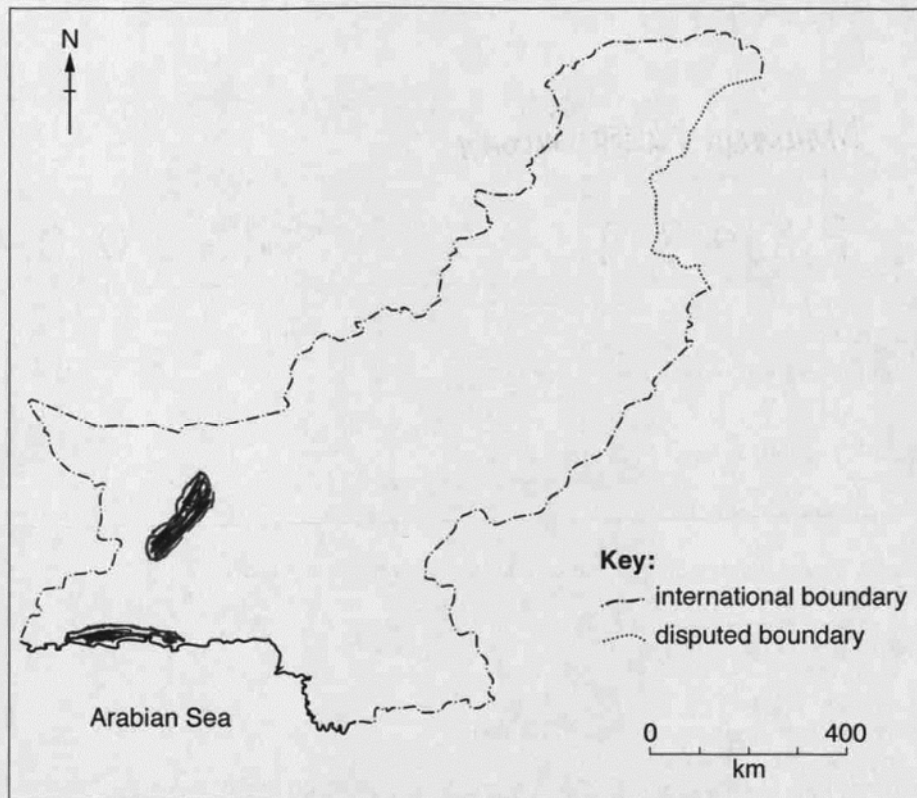 N
Key:
international boundary
disputed boundary
Arabian Sea
0 400
km